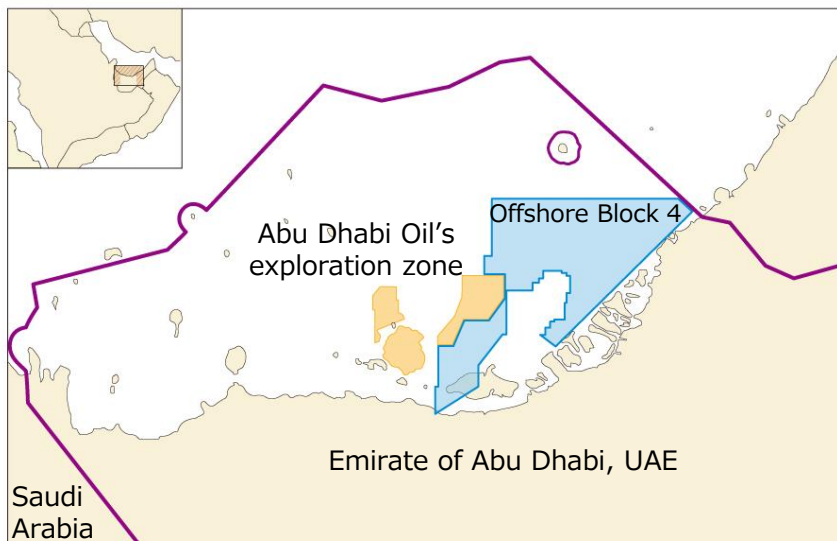 Offshore Block 4
Abu Dhabi Oil's
exploration zone
Emirate of Abu Dhabi, UAE
Saudi
Arabia